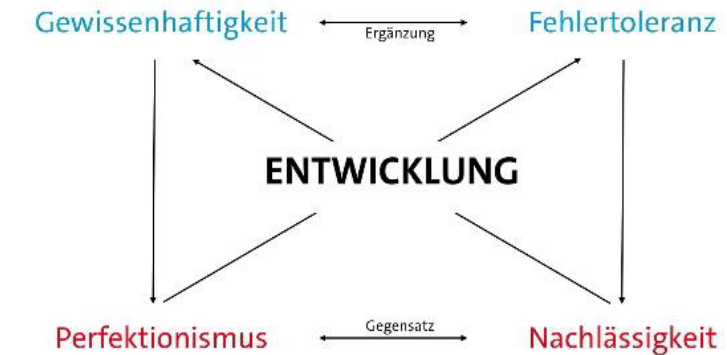 Gewissenhaftigkeit
Ergänzung
Fehlertoleranz
ENTWICKLUNG
Perfektionismus
Gegensatz
Nachlässigkeit